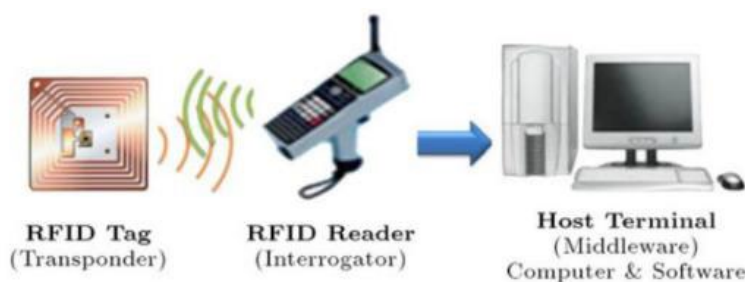 RFID Tag
(Transponder)
RFID Reader
(Interrogator)
Host Terminal
(Middleware)
Computer & Software